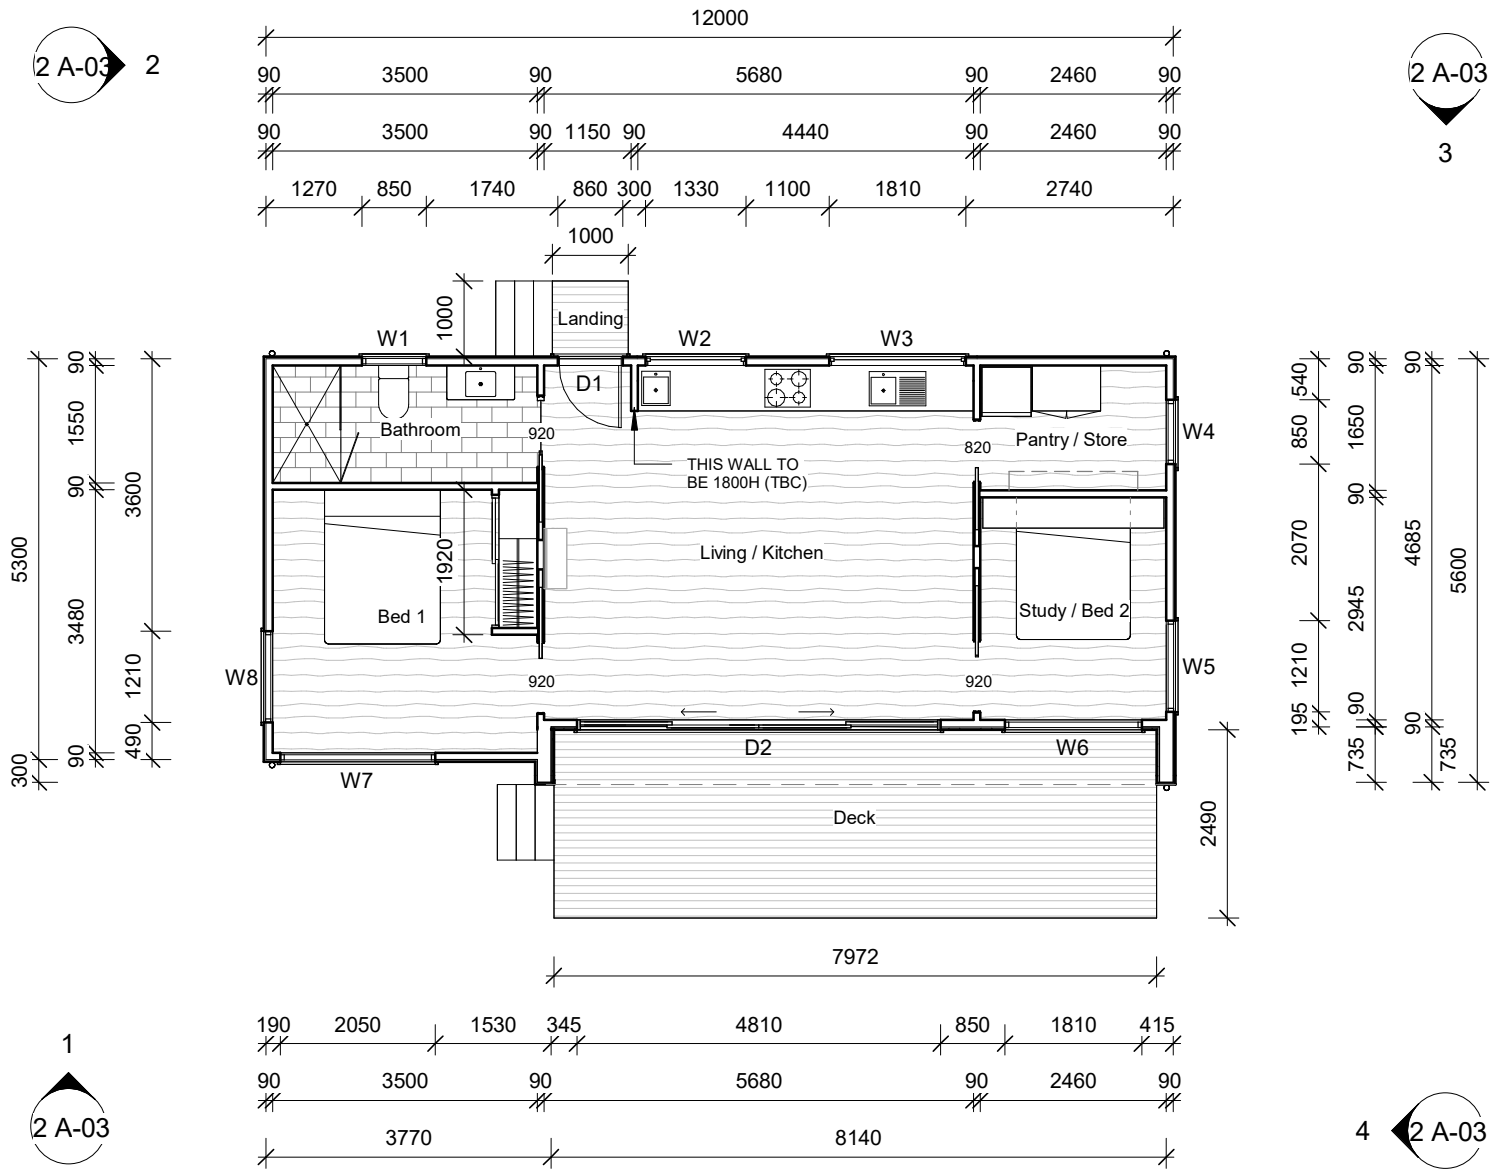 12000
2 A-03 2
2 A-03
3
90 3500 90 5680 90 2460 90
90 3500 90 1150 90 4440 90 2460 90
1270 850 1740 860 300 1330 1100 1810 2740
1000
1000
Landing
W1 W2 W3
D1
Bathroom
920
820
Pantry / Store
W4
THIS WALL TO
BE 1800H (TBC)
Living / Kitchen
1920
Bed 1
Study / Bed 2
W8
W5
920
920
D2
W6
W7
Deck
5300
300
90
1550
90
3480
90
3600
1210
490
540
850
2070
1210
195
90
1650
90
2945
90
735
90
4685
90
735
5600
2490
7972
190 2050 1530 345 4810 850 1810 415
90 3500 90 5680 90 2460 90
3770 8140
1
2 A-03
4 2 A-03